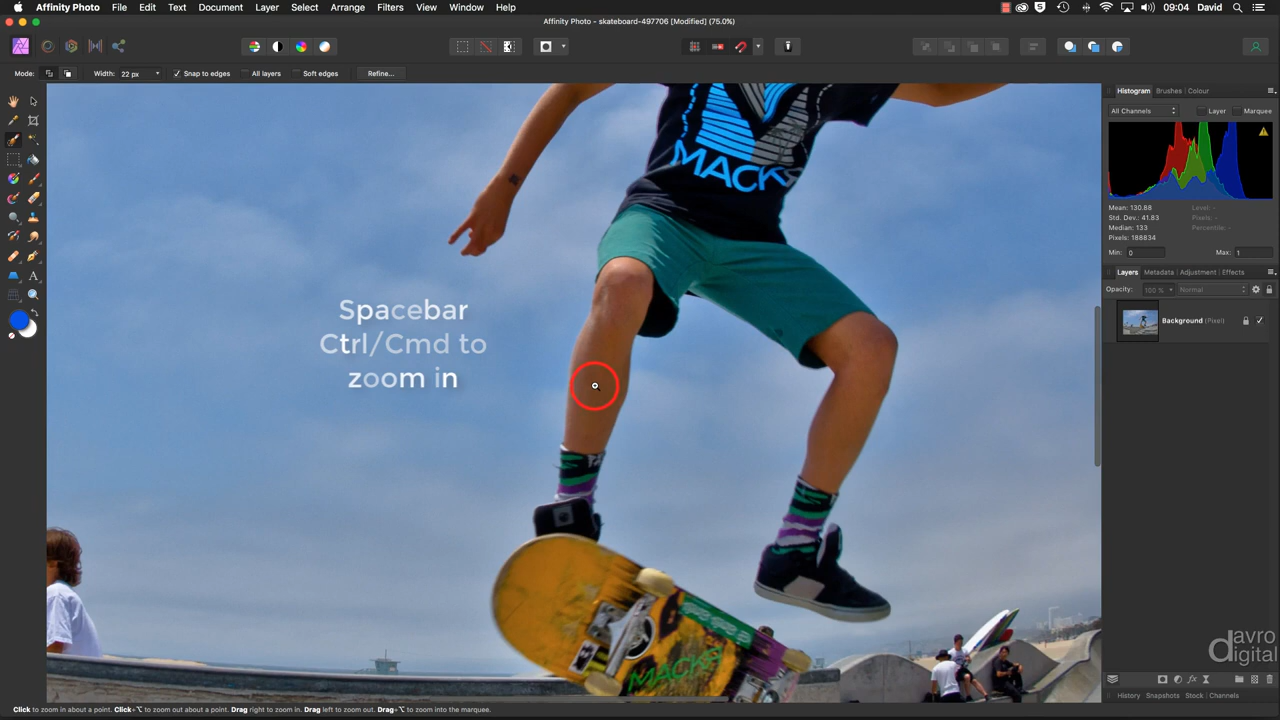 Affinity Photo File Edit Text Document Layer Select Arrange Filters View Window Help 09:04 David
Affinity Photo - skateboard-497706 [Modified] (75.0%)
Mode: Width: 22 px Snap to edges All layers Soft edges Refine...
Histogram Brushes Colour
All Channels Layer Marquee
Mean: 130.68 Level: -
Std. Dev.: 41.83 Pixels: -
Median: 133 Percentile: -
Pixels: 188834
Min: 0 Max: 1
Layers Metadata Adjustment Effects
Opacity: 100 % Normal
Background (Pixel)
MACKS
Spacebar
Ctrl/Cmd to
zoom in
davro
digital
History Snapshots Stock Channels
Click to zoom in about a point. Click+⌥ to zoom out about a point. Drag right to zoom in. Drag left to zoom out. Drag+⌥ to zoom into the marquee.